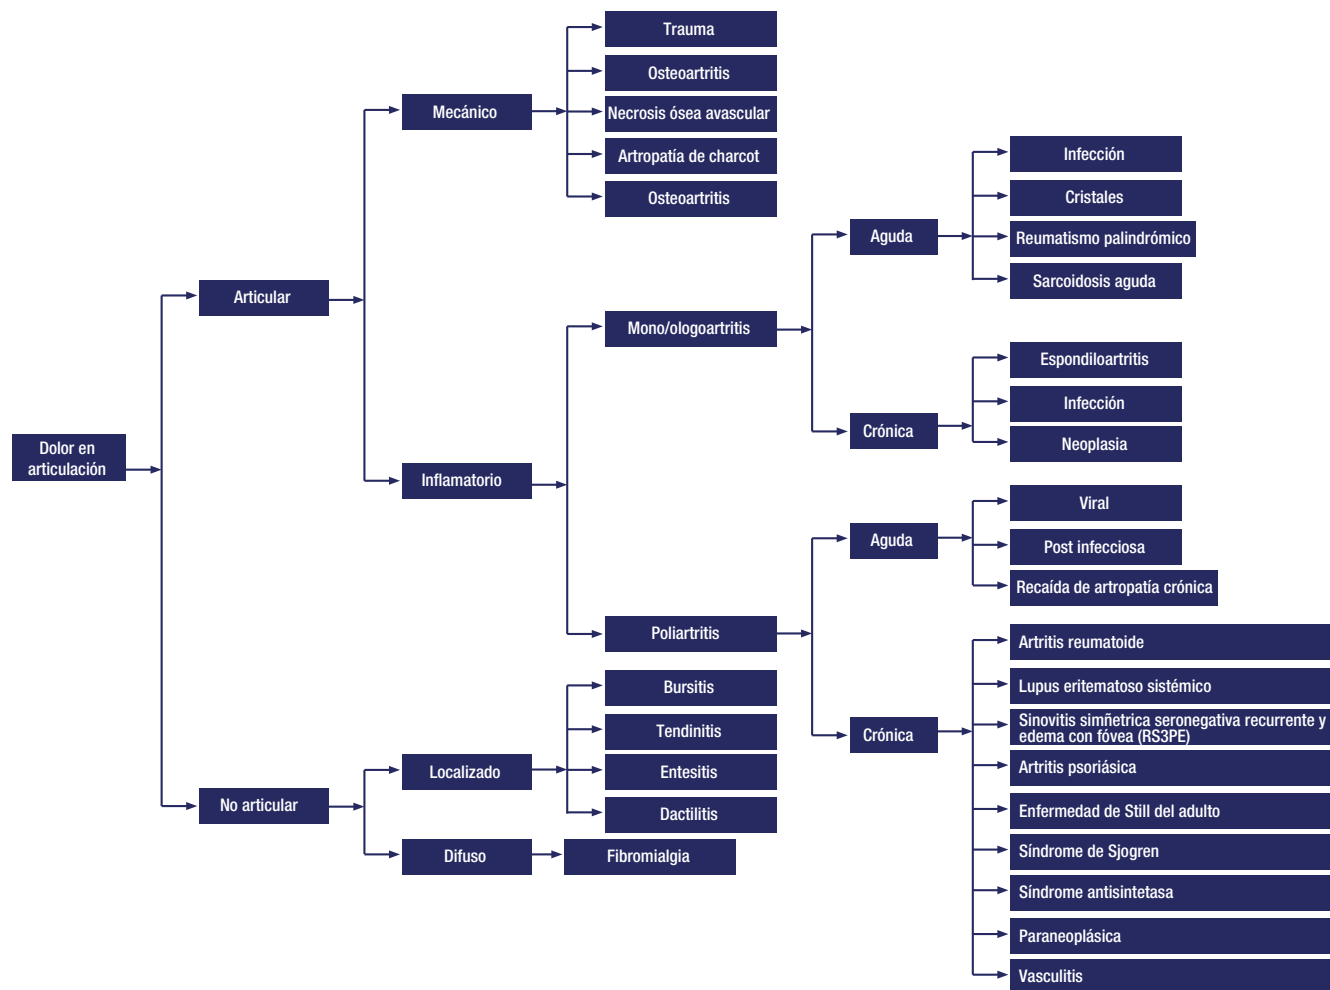 Dolor en
articulación
Articular
Mecánico
Trauma
Osteoartritis
Necrosis ósea avascular
Artropatía de charcot
Osteoartritis
Inflamatorio
Mono/ologoartritis
Aguda
Infección
Cristales
Reumatismo palindrómico
Sarcoidosis aguda
Crónica
Espondiloartritis
Infección
Neoplasia
Poliartritis
Aguda
Viral
Post infecciosa
Recaída de artropatía crónica
Crónica
Artritis reumatoide
Lupus eritematoso sistémico
Sinovitis simñetrica seronegativa recurrente y
edema con fóvea (RS3PE)
Artritis psoriásica
Enfermedad de Still del adulto
Síndrome de Sjogren
Síndrome antisintetasa
Paraneoplásica
Vasculitis
No articular
Localizado
Bursitis
Tendinitis
Entesitis
Dactilitis
Difuso
Fibromialgia